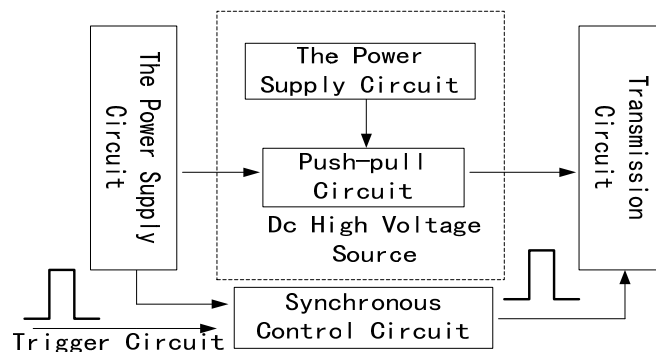 The Power Supply
Circuit
The Power
Supply Circuit
Push-pull
Circuit
Dc High Voltage
Source
Transmission
Circuit
Synchronous
Control Circuit
Trigger Circuit